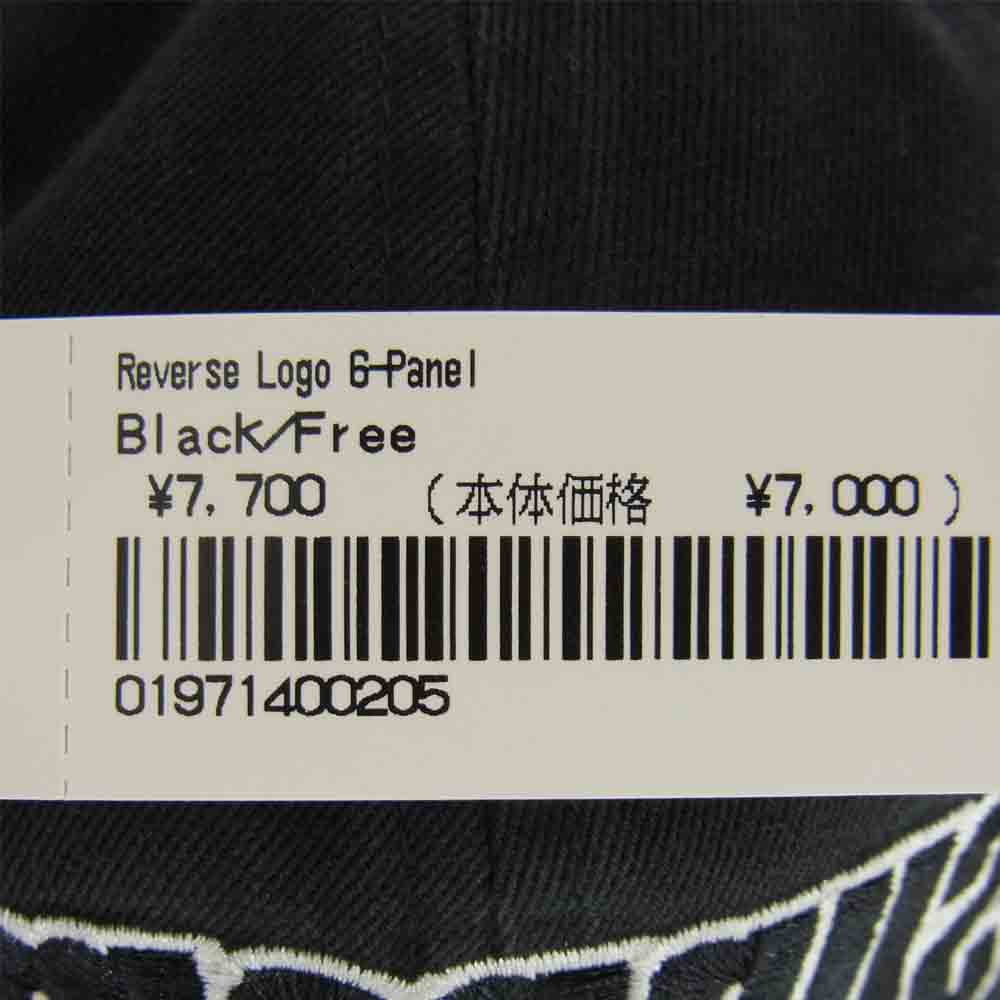 Reverse Logo 6-Panel
Black/Free
¥7,700 (本体価格 ¥7,000)
01971400205